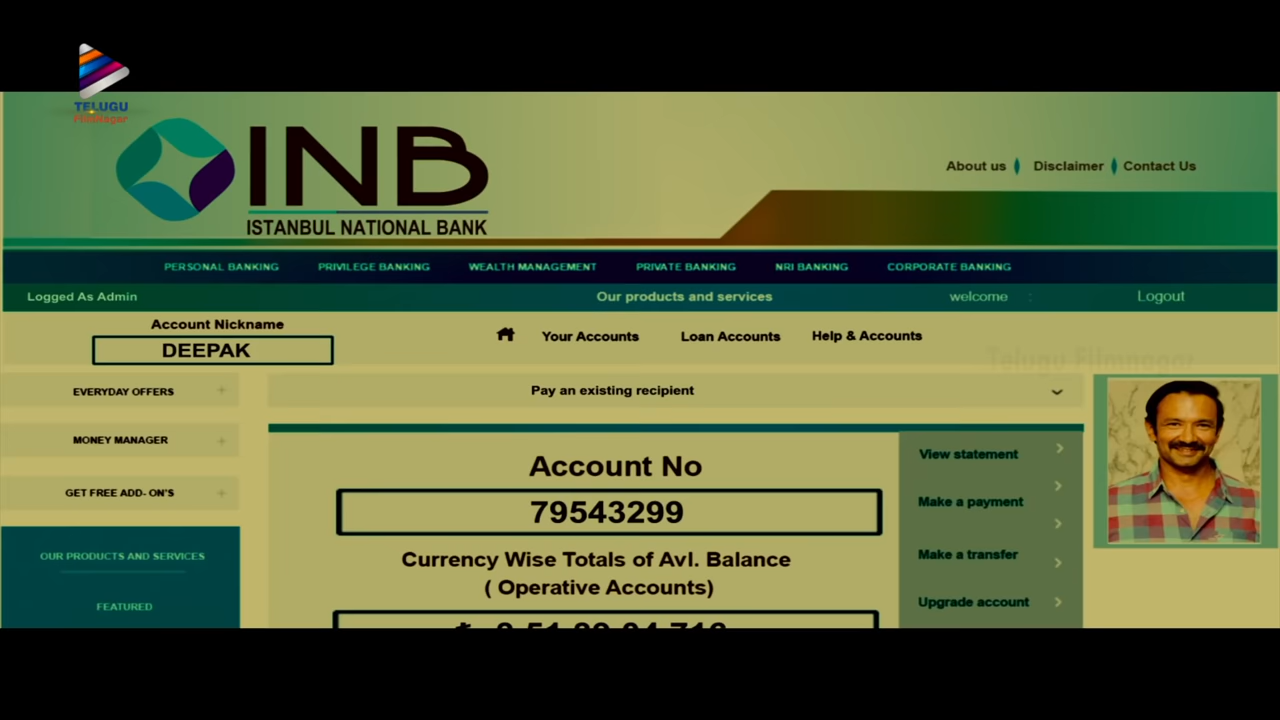 TELUGU
FilmNagar
INB
ISTANBUL NATIONAL BANK
About us
Disclaimer
Contact Us
PERSONAL BANKING
PRIVILEGE BANKING
WEALTH MANAGEMENT
PRIVATE BANKING
NRI BANKING
CORPORATE BANKING
Logged As Admin
Our products and services
welcome :
Logout
Account Nickname
DEEPAK
Your Accounts
Loan Accounts
Help & Accounts
Telugu Filmnagar
EVERYDAY OFFERS +
Pay an existing recipient
MONEY MANAGER +
GET FREE ADD- ON'S +
Account No
79543299
Currency Wise Totals of Avl. Balance
( Operative Accounts)
View statement
Make a payment
Make a transfer
Upgrade account
OUR PRODUCTS AND SERVICES
FEATURED